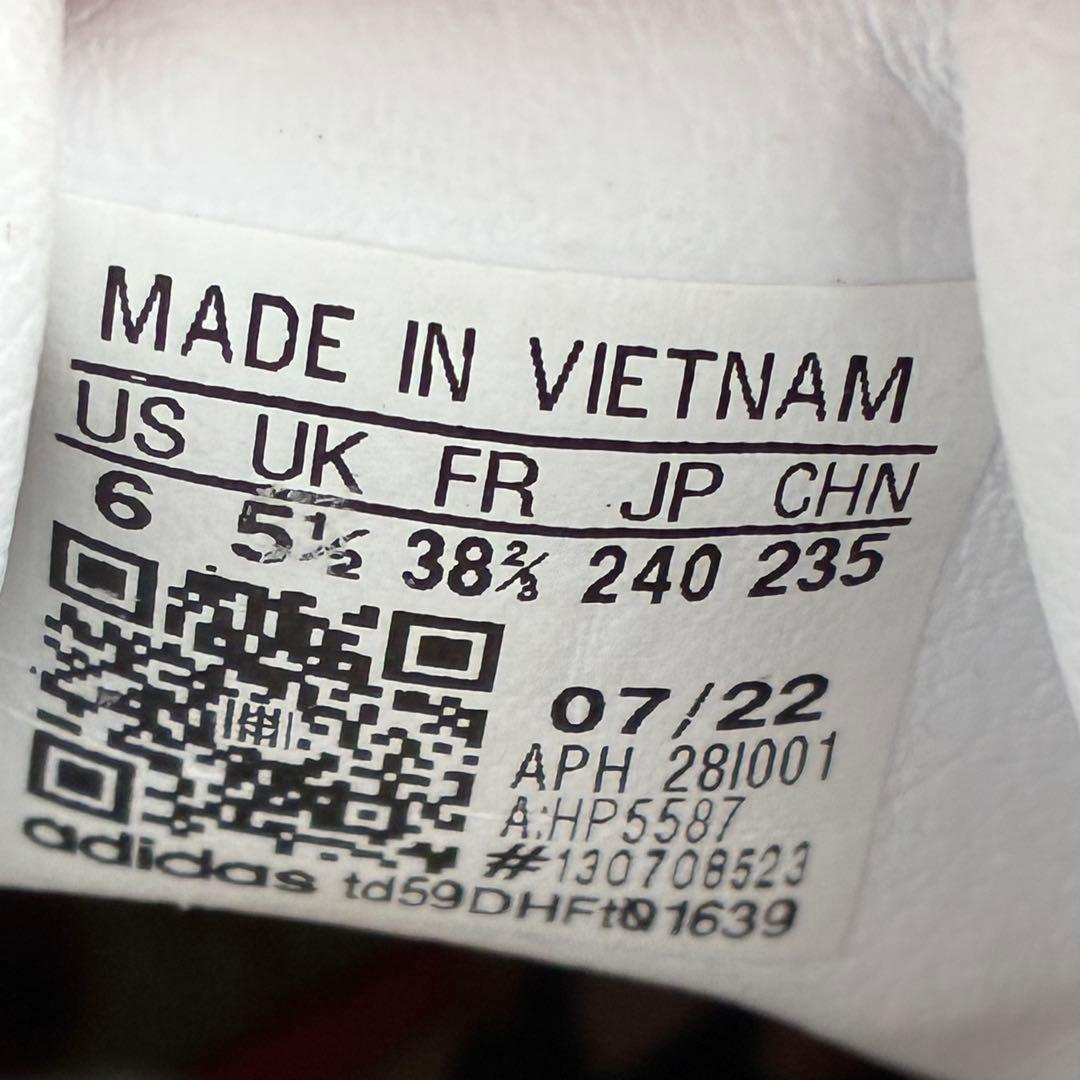 MADE IN VIETNAM
US UK FR JP CHN
6 5½ 38⅔ 240 235
07/22
APH 28I001
A:HP5587
#130708523
adidas td59DHFt01639